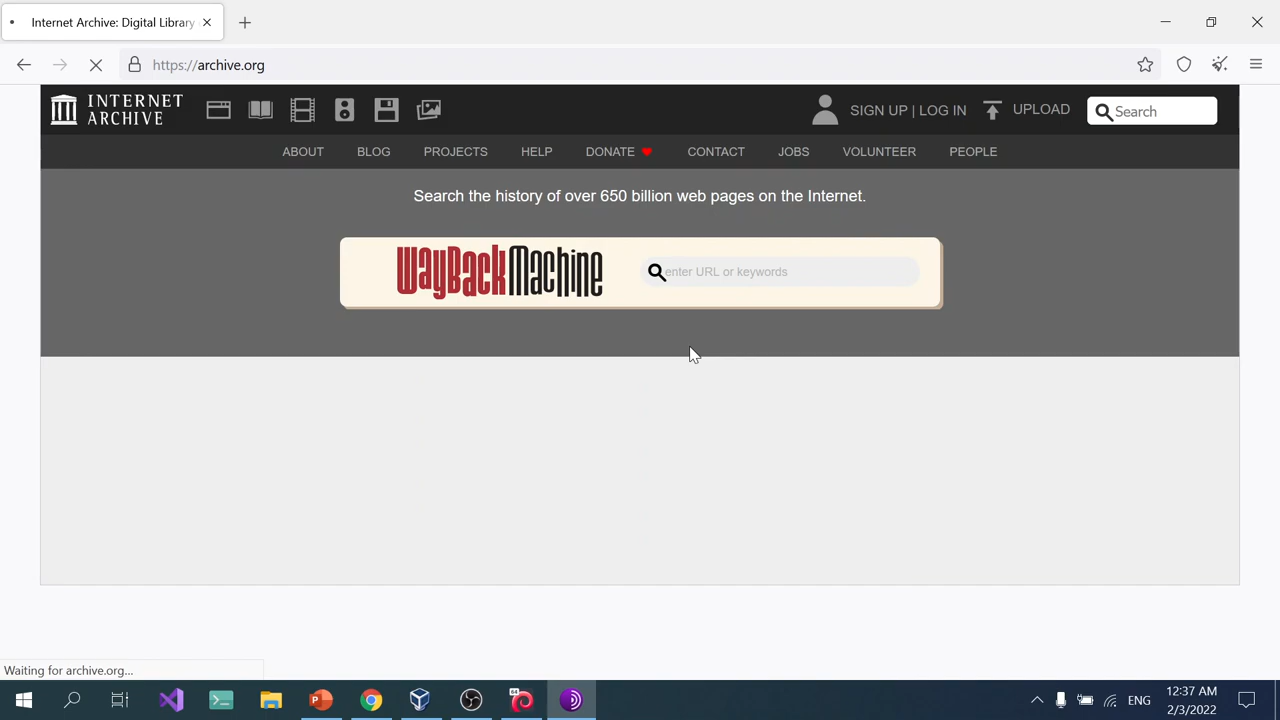 Internet Archive: Digital Library
https://archive.org
INTERNET ARCHIVE
SIGN UP | LOG IN
UPLOAD
Search
ABOUT
BLOG
PROJECTS
HELP
DONATE
CONTACT
JOBS
VOLUNTEER
PEOPLE
Search the history of over 650 billion web pages on the Internet.
WayBackMachine
enter URL or keywords
Waiting for archive.org...
64
ENG
12:37 AM
2/3/2022